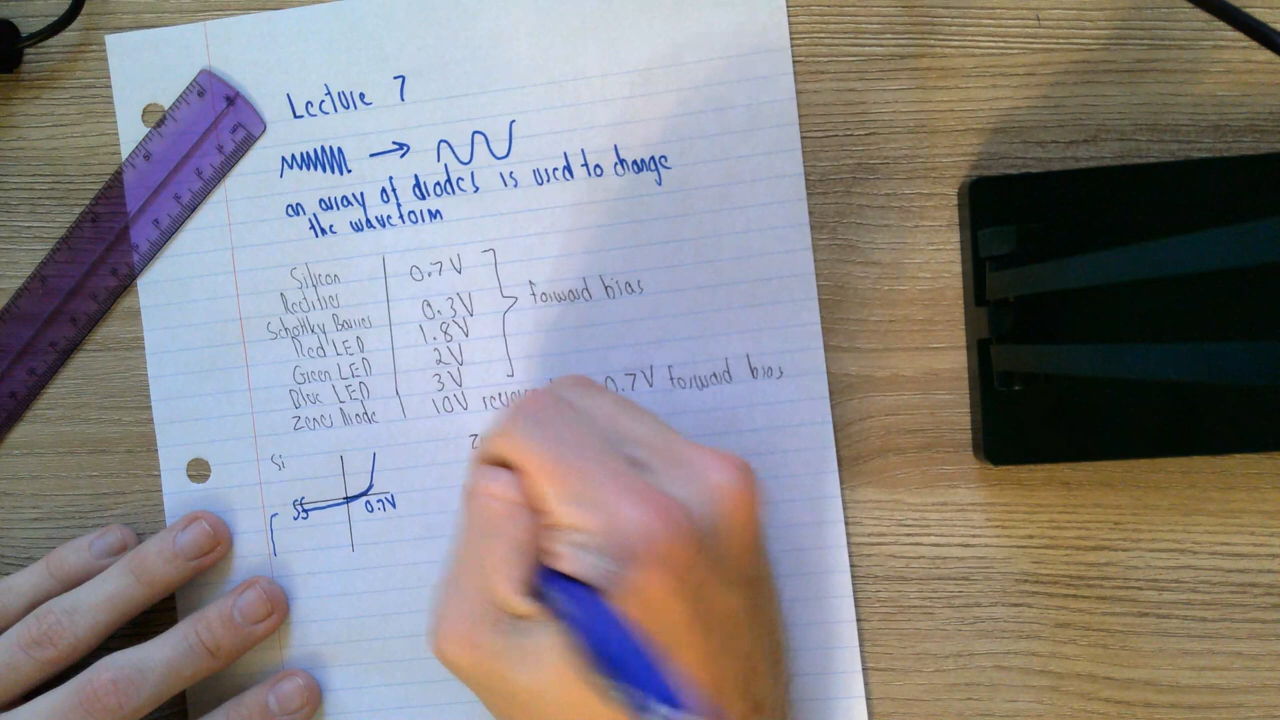 Lecture 7
an array of diodes is used to change
the waveform
Silicon 0.7V
Rectifier
Schottky Barrier 0.3V
Red LED 1.8V
Green LED 2V
Blue LED 3V
forward bias
Zener Diode 10V 0.7V forward bias
Si
0.7V